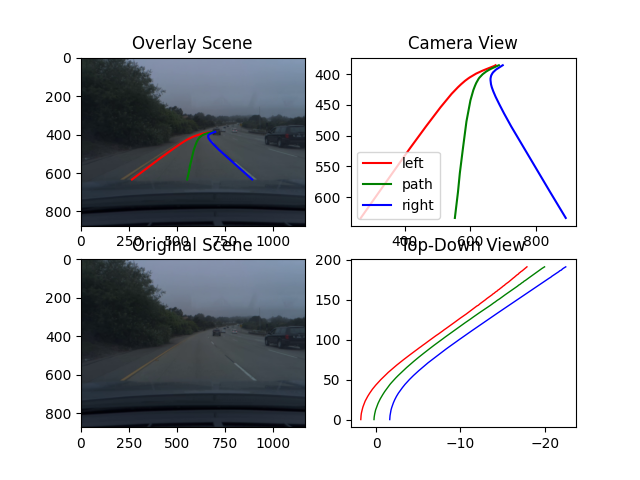 Overlay Scene
0
200
400
600
800
0 250 500 750 1000
Camera View
400
450
500
550
600
400 600 800
left
path
right
Original Scene
0
200
400
600
800
0 250 500 750 1000
Top-Down View
200
150
100
50
0
0 −10 −20